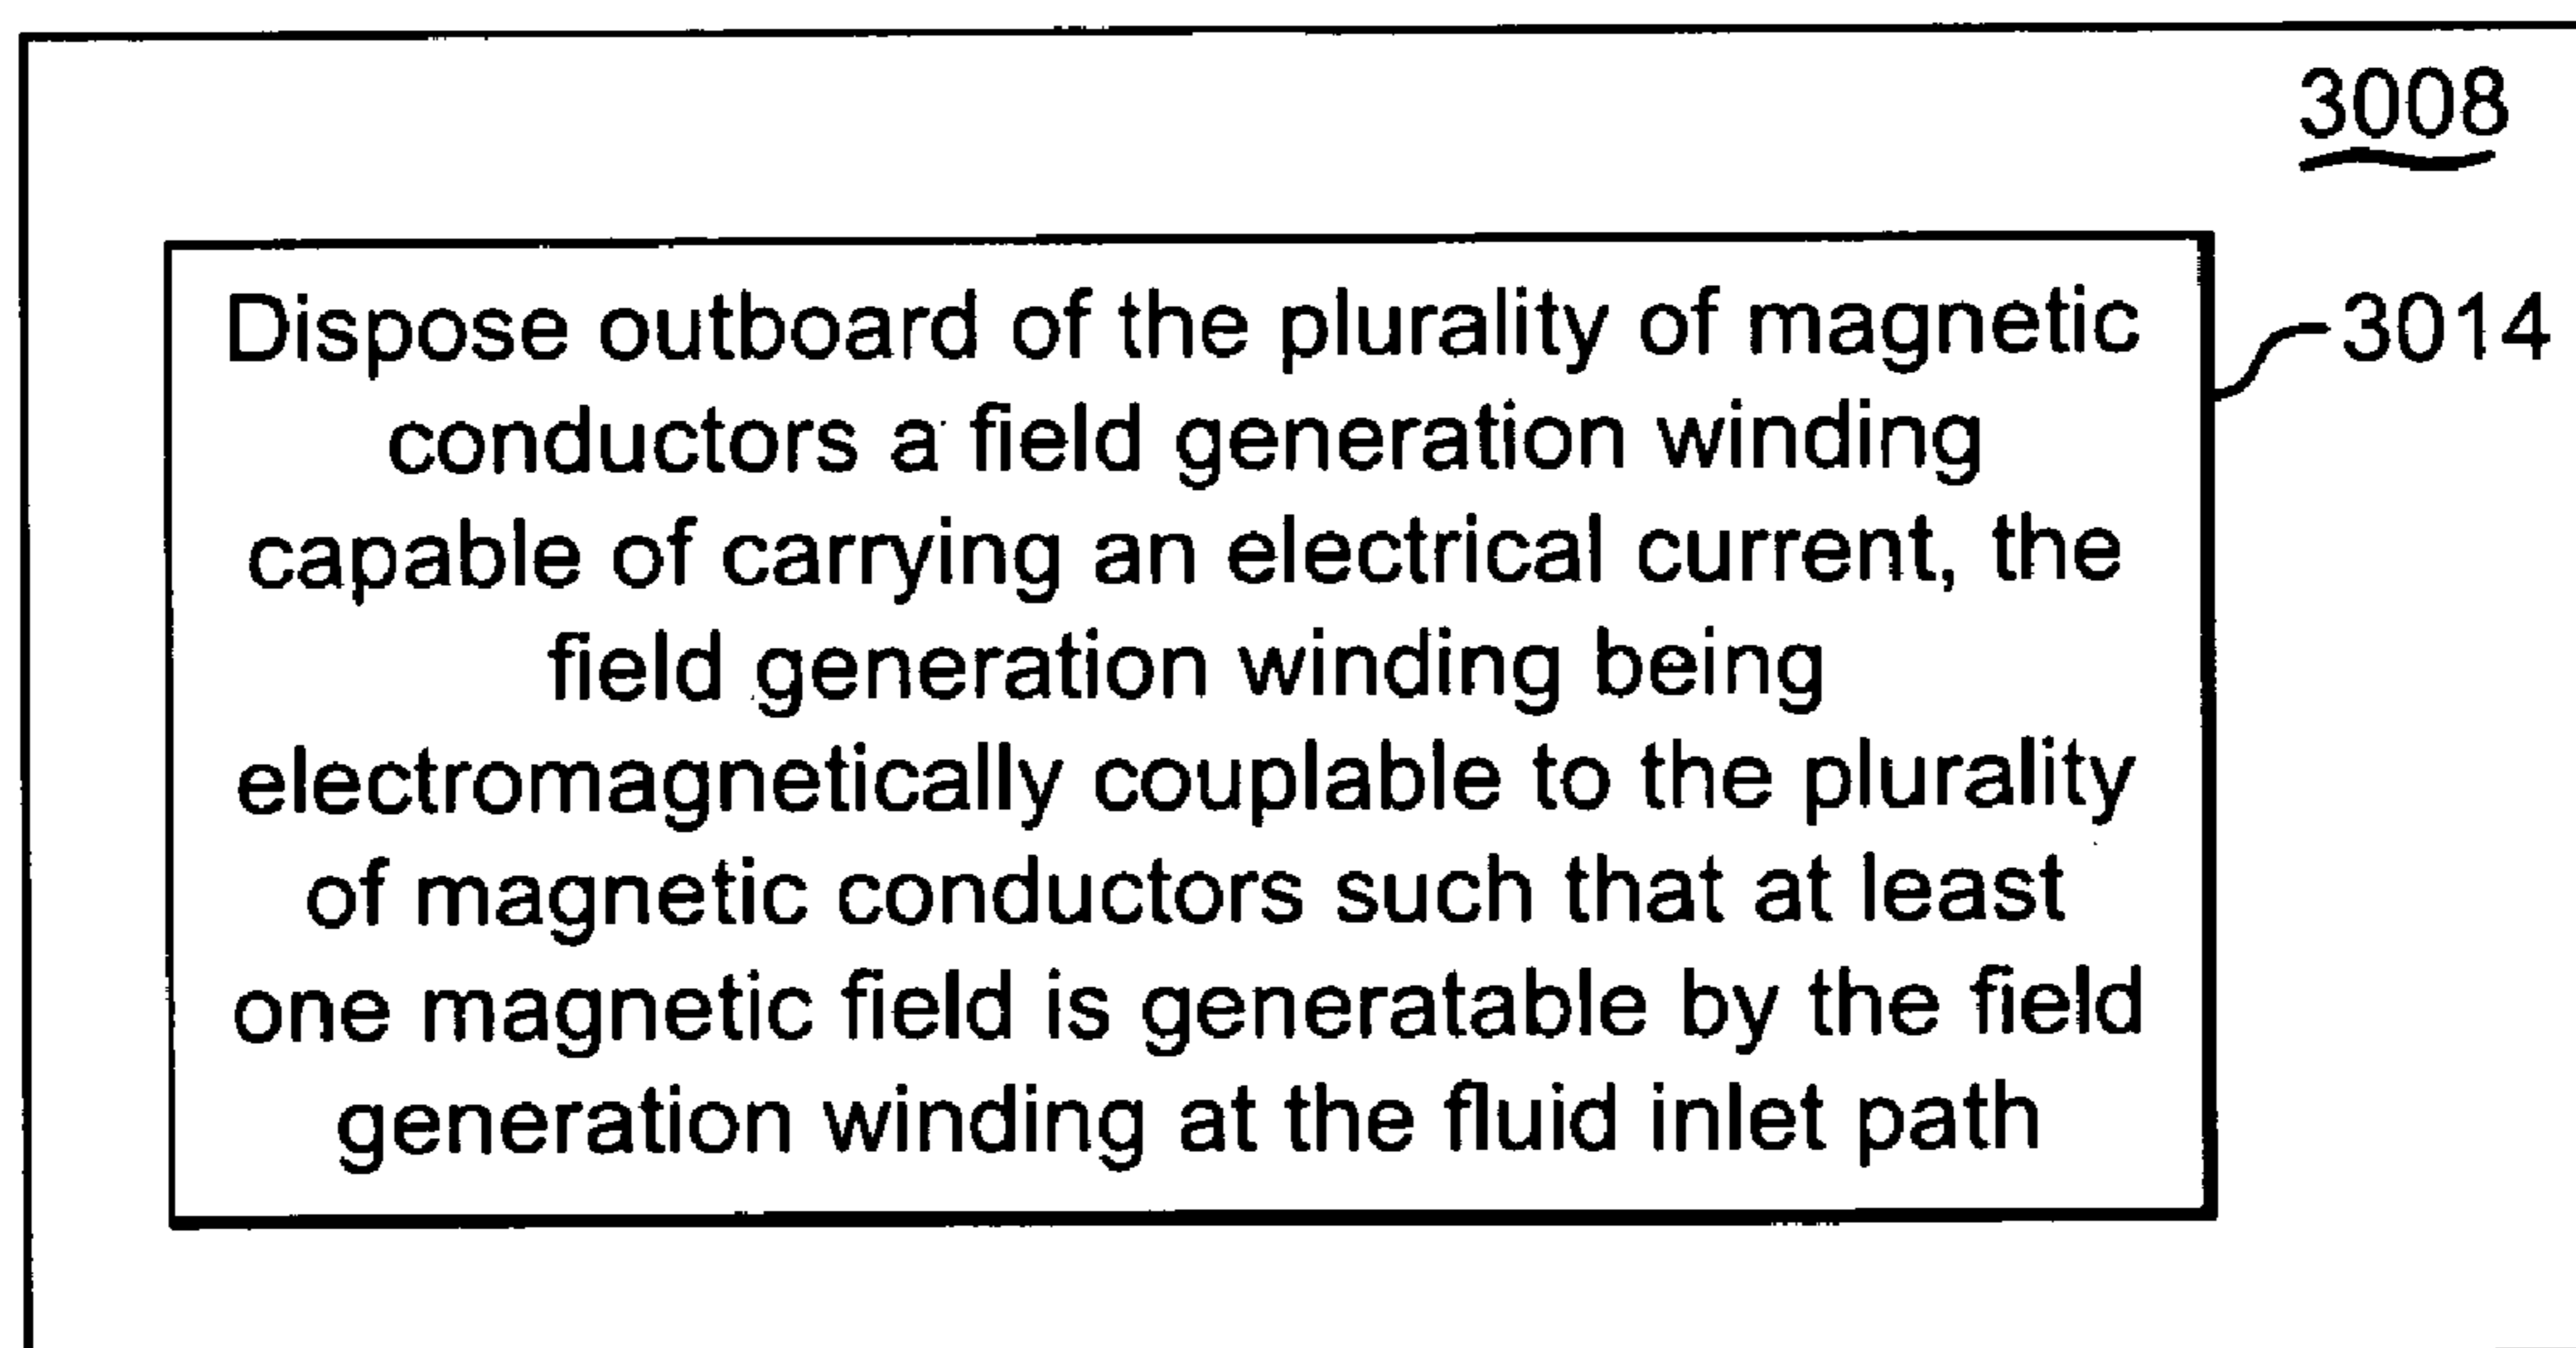 3008
Dispose outboard of the plurality of magnetic
3014
conductors a field generation winding
capable of carrying an electrical current, the
field generation winding being
electromagnetically couplable to the plurality
of magnetic conductors such that at least
one magnetic field is generatable by the field
generation winding at the fluid inlet path